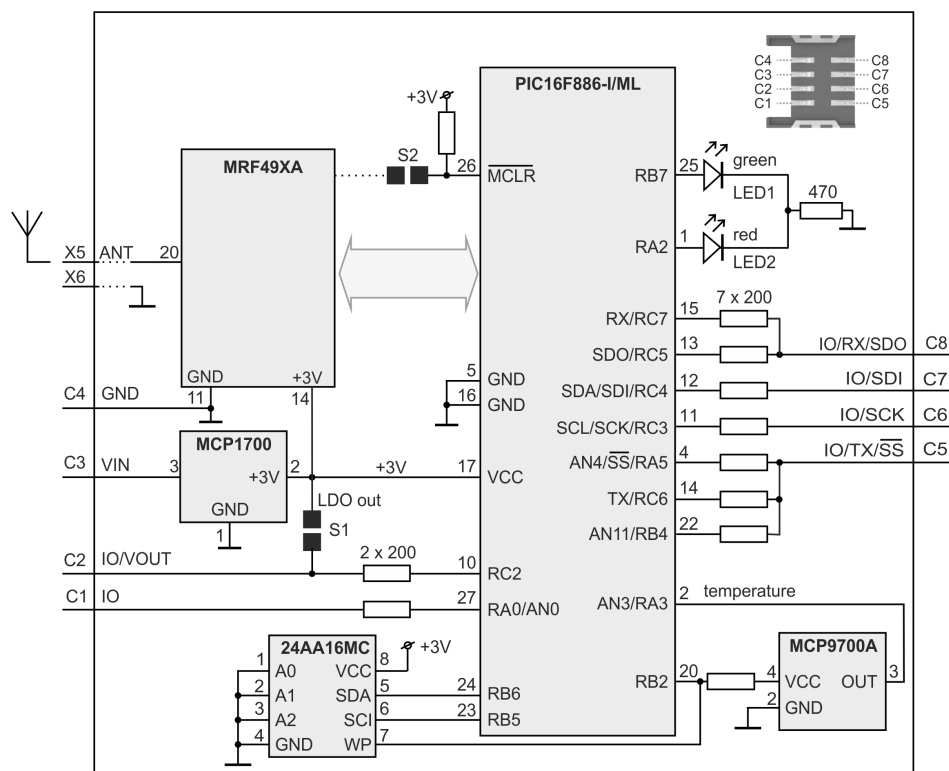 PIC16F886-I/ML
C4 C8
C3 C7
C2 C6
C1 C5
+3V
S2
26 MCLR
RB7 25 green
LED1
470
RA2 1 red
LED2
MRF49XA
X5 ANT 20
X6
GND
11
+3V
14
C4 GND
5 GND
16 GND
7 x 200
RX/RC7 15
SDO/RC5 13 IO/RX/SDO C8
SDA/SDI/RC4 12 IO/SDI C7
SCL/SCK/RC3 11 IO/SCK C6
AN4/SS/RA5 4 IO/TX/SS C5
TX/RC6 14
AN11/RB4 22
MCP1700
C3 VIN 3 +3V 2 +3V 17 VCC
GND
1
LDO out
S1
C2 IO/VOUT 2 x 200 10 RC2
C1 IO 27 RA0/AN0
AN3/RA3 2 temperature
24AA16MC
1 A0 VCC 8 +3V
2 A1 SDA 5 24 RB6
3 A2 SCI 6 23 RB5
4 GND WP 7
RB2 20
MCP9700A
4 VCC OUT 3
2 GND